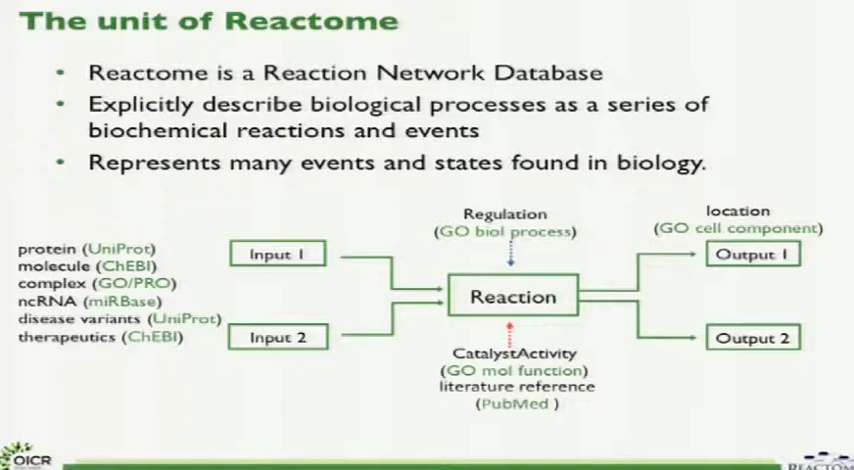 The unit of Reactome
• Reactome is a Reaction Network Database
• Explicitly describe biological processes as a series of
biochemical reactions and events
• Represents many events and states found in biology.
Regulation
(GO biol process)
location
(GO cell component)
protein (UniProt)
molecule (ChEBI)
complex (GO/PRO)
ncRNA (miRBase)
disease variants (UniProt)
therapeutics (ChEBI)
Input 1
Input 2
Reaction
Output 1
Output 2
CatalystActivity
(GO mol function)
literature reference
(PubMed )
OICR